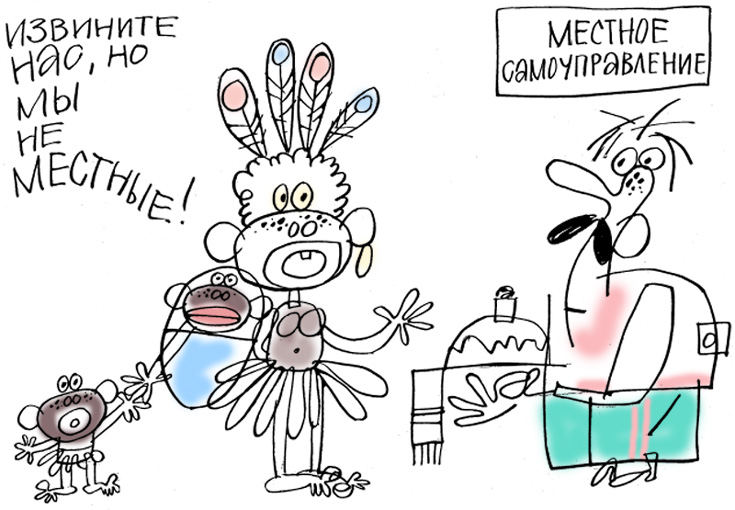 ИЗВИНИТЕ
НАС, НО
МЫ
НЕ
МЕСТНЫЕ!
МЕСТНОЕ
САМОУПРАВЛЕНИЕ